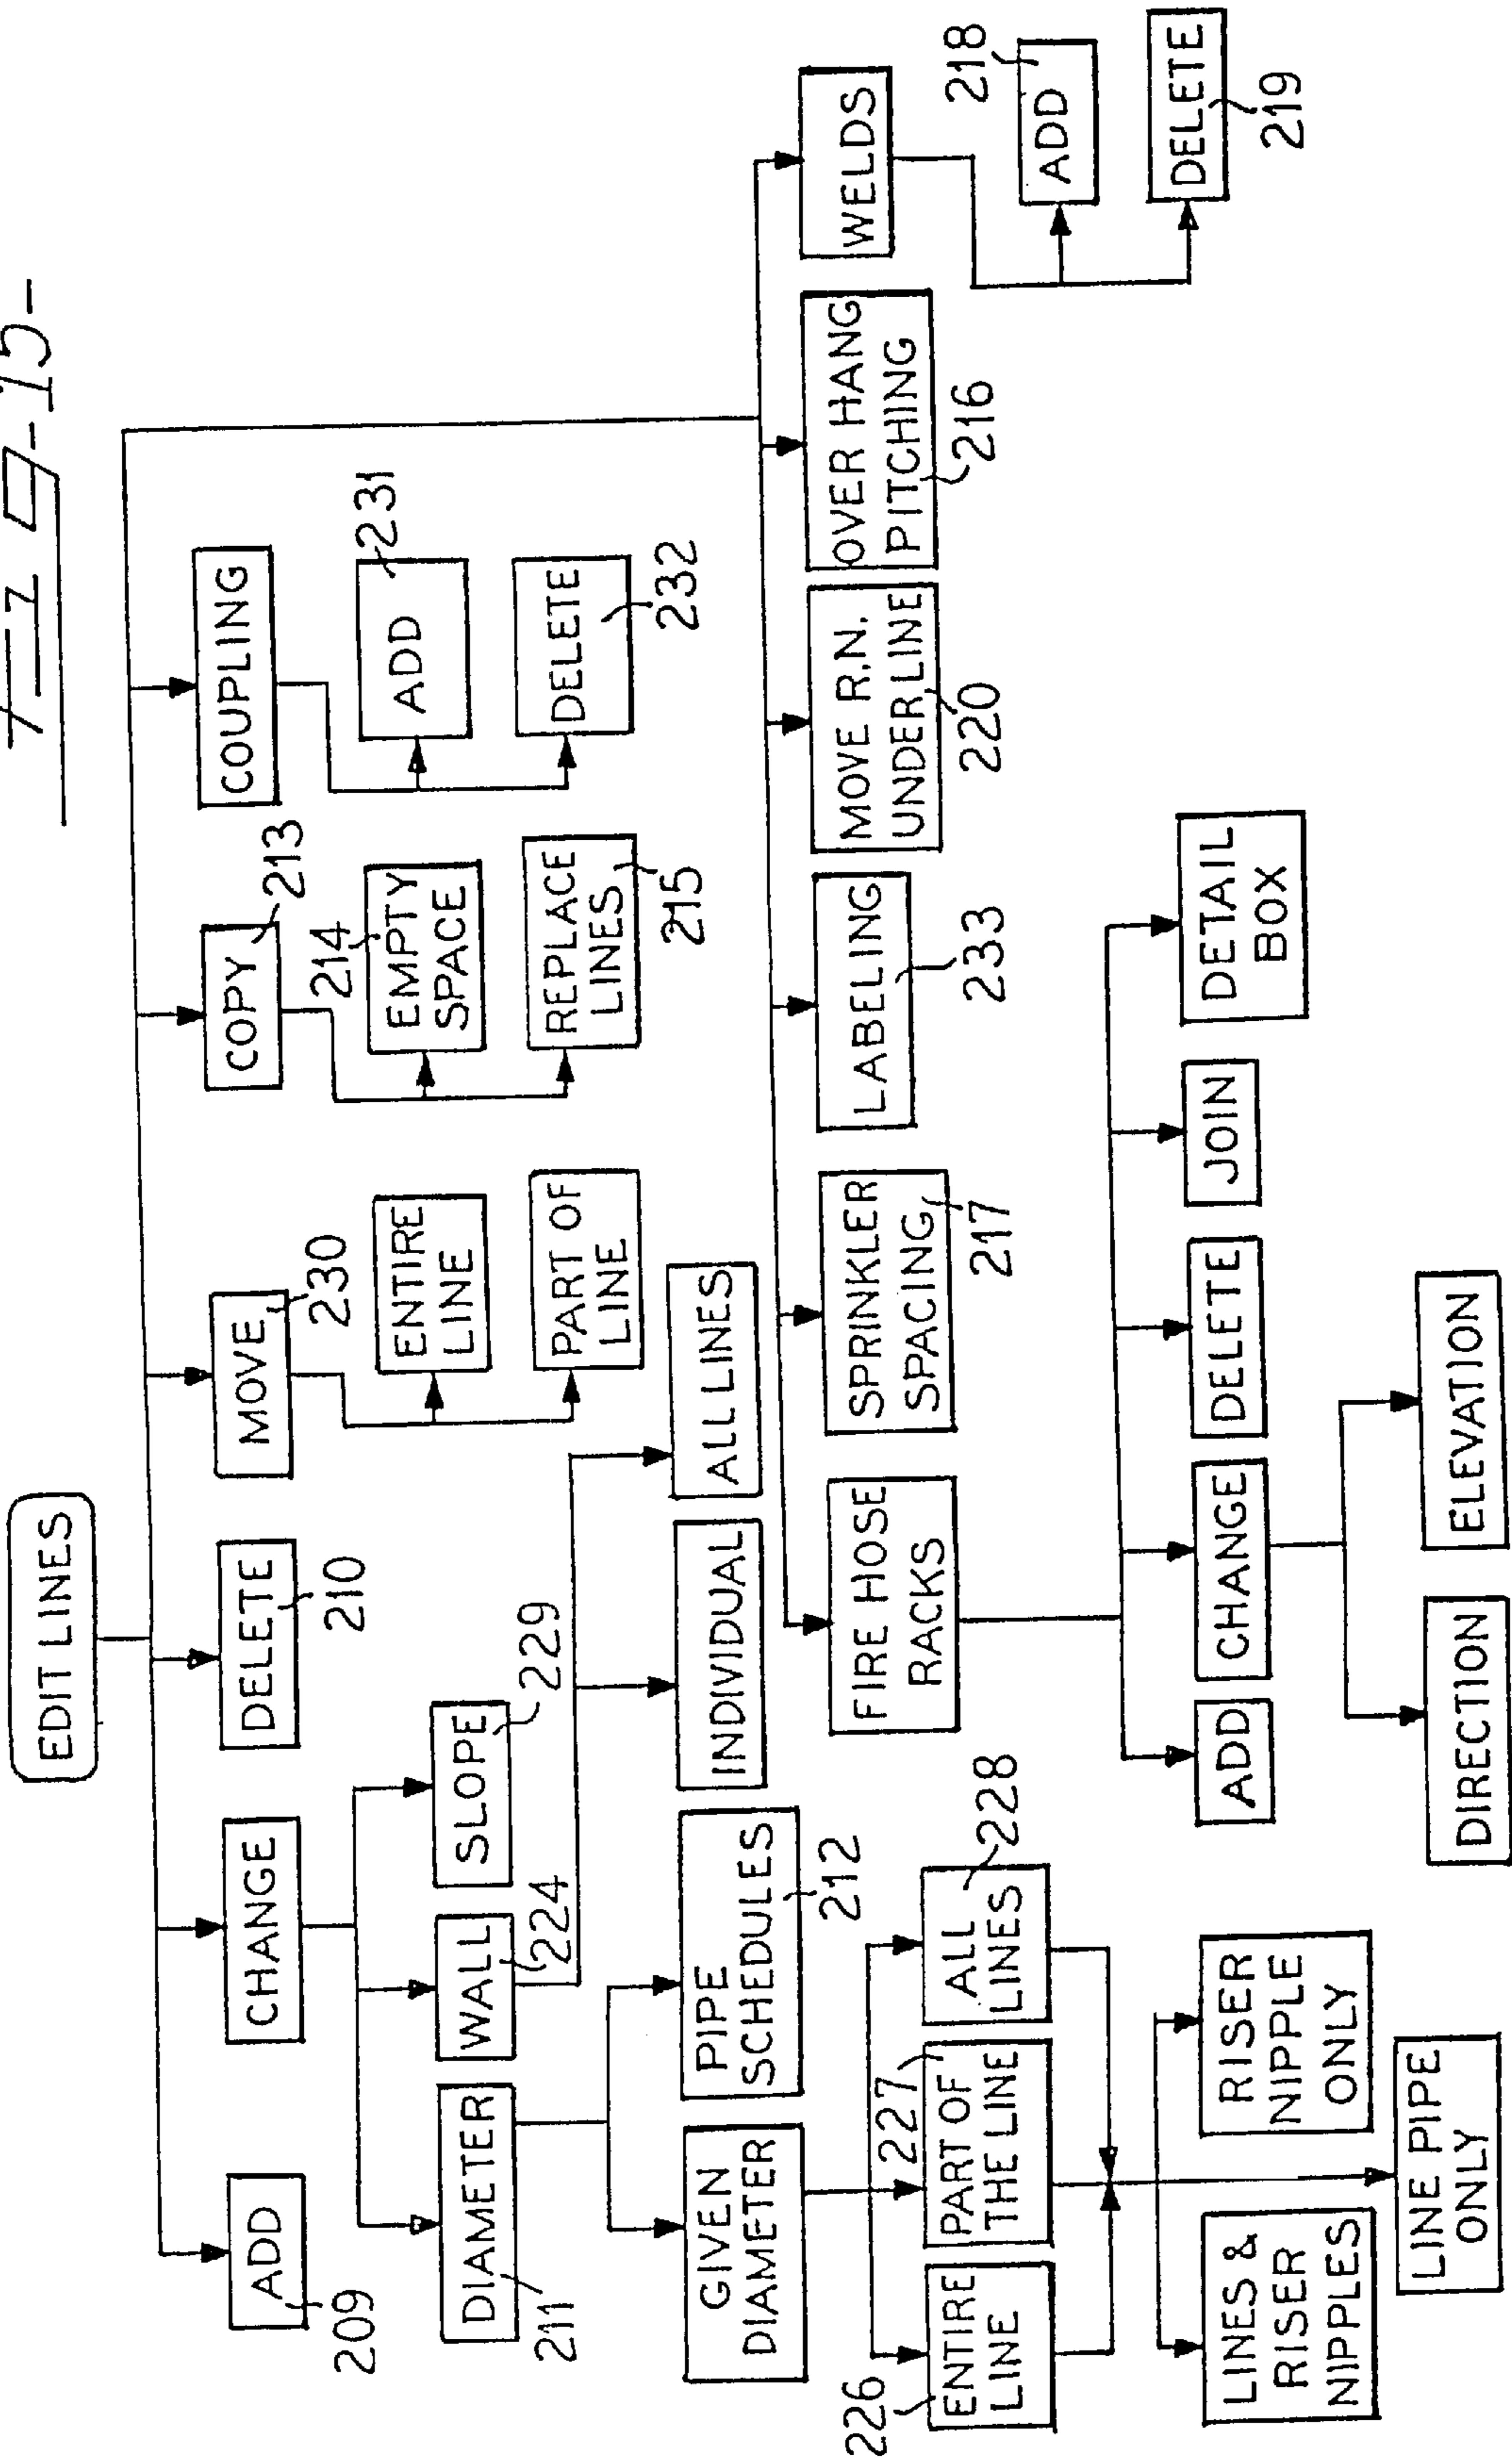 Fig-15-
EDIT LINES
ADD
209
CHANGE
DELETE
210
MOVE
230
COPY
213
COUPLING
DIAMETER
211
WALL
224
SLOPE
229
ENTIRE
LINE
PART OF
LINE
214
EMPTY
SPACE
REPLACE
LINES
215
ADD
231
DELETE
232
GIVEN
DIAMETER
PIPE
SCHEDULES
212
INDIVIDUAL
ALL LINES
226
ENTIRE
LINE
227
PART OF
THE LINE
ALL
LINES
228
LINES &
RISER
NIPPLES
RISER
NIPPLE
ONLY
LINE PIPE
ONLY
FIRE HOSE
RACKS
SPRINKLER
SPACING
217
LABELING
233
MOVE R.N.
UNDER LINE
220
OVER HANG
PITCHING
216
WELDS
218
ADD
DELETE
219
ADD
CHANGE
DELETE
JOIN
DETAIL
BOX
DIRECTION
ELEVATION